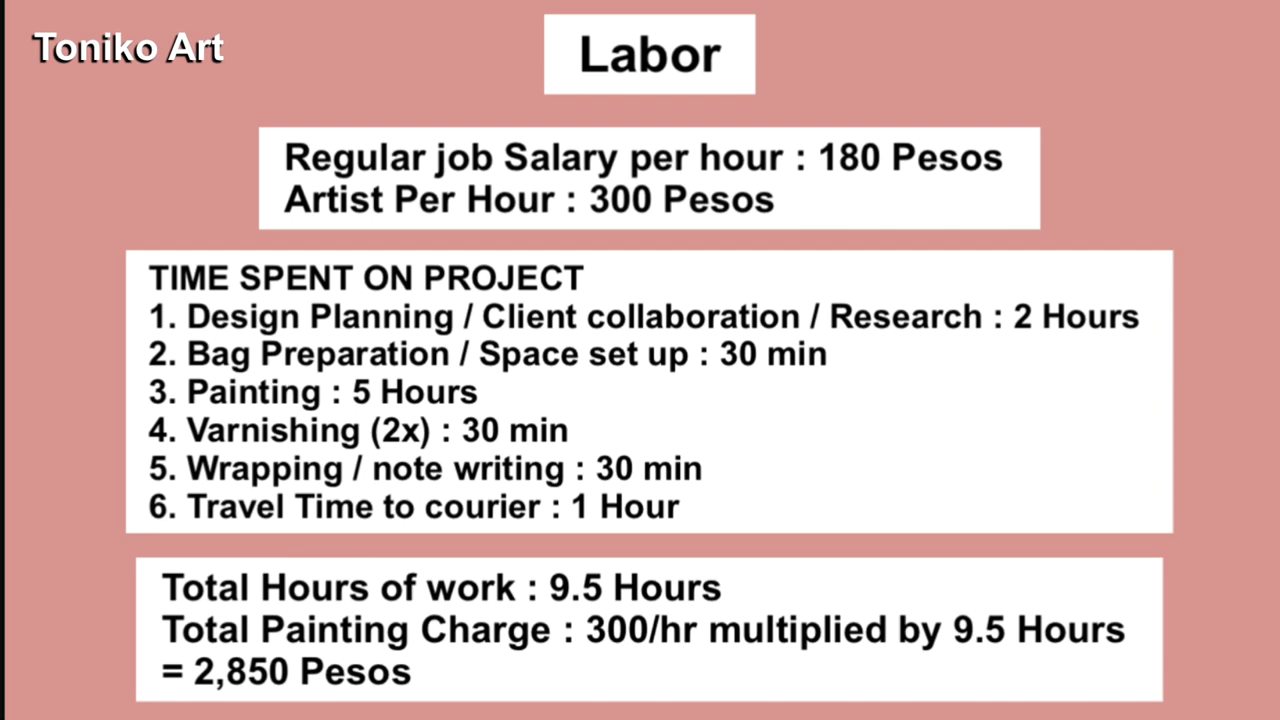 Toniko Art
Labor
Regular job Salary per hour : 180 Pesos
Artist Per Hour : 300 Pesos
TIME SPENT ON PROJECT
1. Design Planning / Client collaboration / Research : 2 Hours
2. Bag Preparation / Space set up : 30 min
3. Painting : 5 Hours
4. Varnishing (2x) : 30 min
5. Wrapping / note writing : 30 min
6. Travel Time to courier : 1 Hour
Total Hours of work : 9.5 Hours
Total Painting Charge : 300/hr multiplied by 9.5 Hours
= 2,850 Pesos